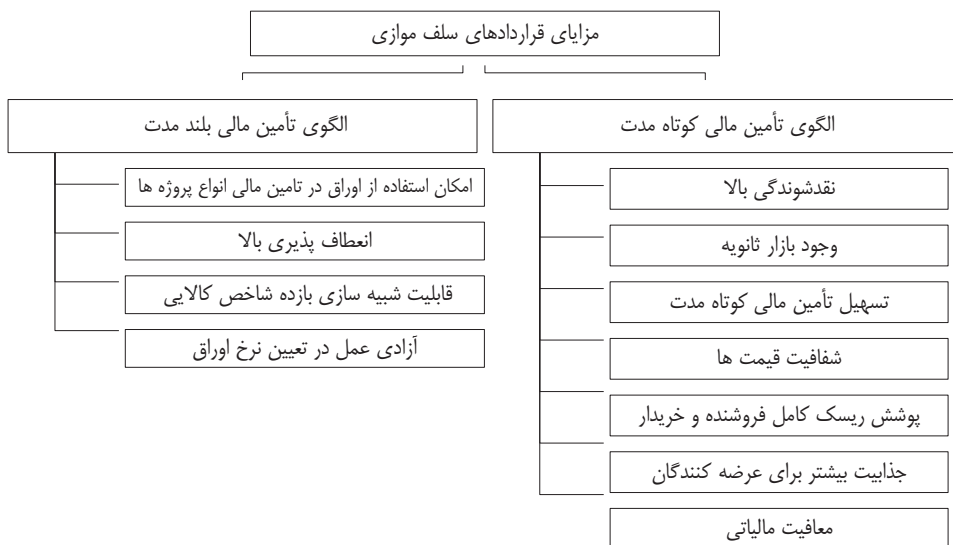 مزایای قراردادهای سلف موازی
الگوی تأمین مالی کوتاه مدت
نقدشوندگی بالا
وجود بازار ثانویه
تسهیل تأمین مالی کوتاه مدت
شفافیت قیمت ها
پوشش ریسک کامل فروشنده و خریدار
جذابیت بیشتر برای عرضه کنندگان
معافیت مالیاتی
الگوی تأمین مالی بلند مدت
امکان استفاده از اوراق در تامین مالی انواع پروژه ها
انعطاف پذیری بالا
قابلیت شبیه سازی بازده شاخص کالایی
آزادی عمل در تعیین نرخ اوراق